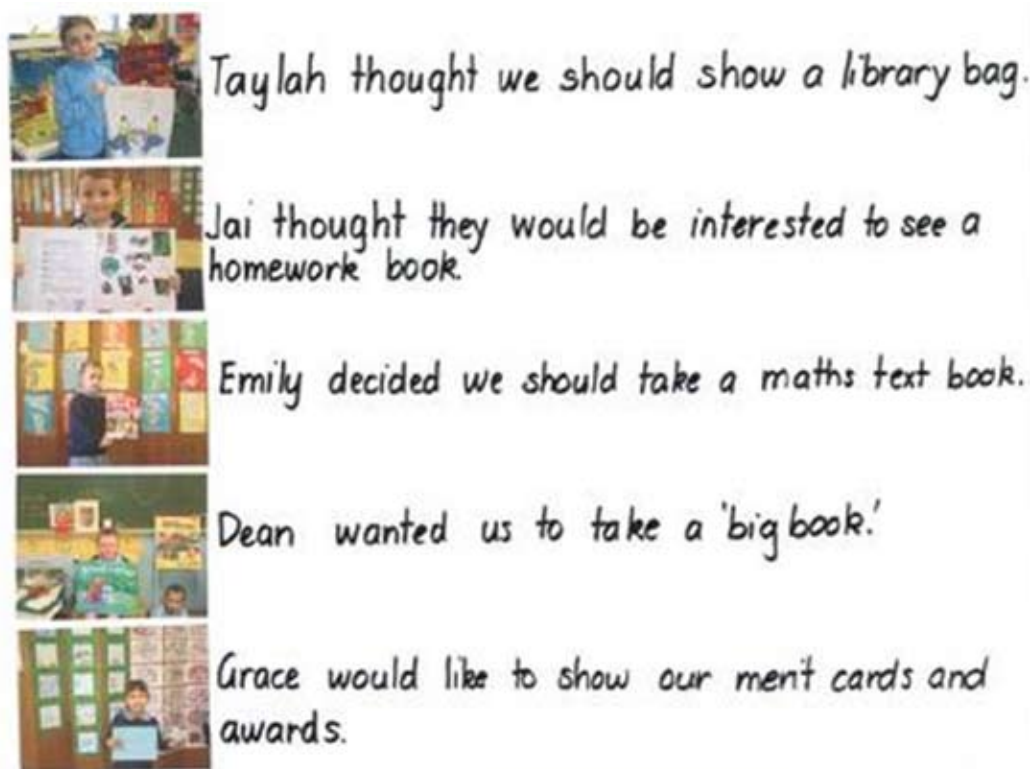 Taylah thought we should show a library bag.
Jai thought they would be interested to see a
homework book.
Emily decided we should take a maths text book.
Dean wanted us to take a 'big book.'
Grace would like to show our merit cards and
awards.